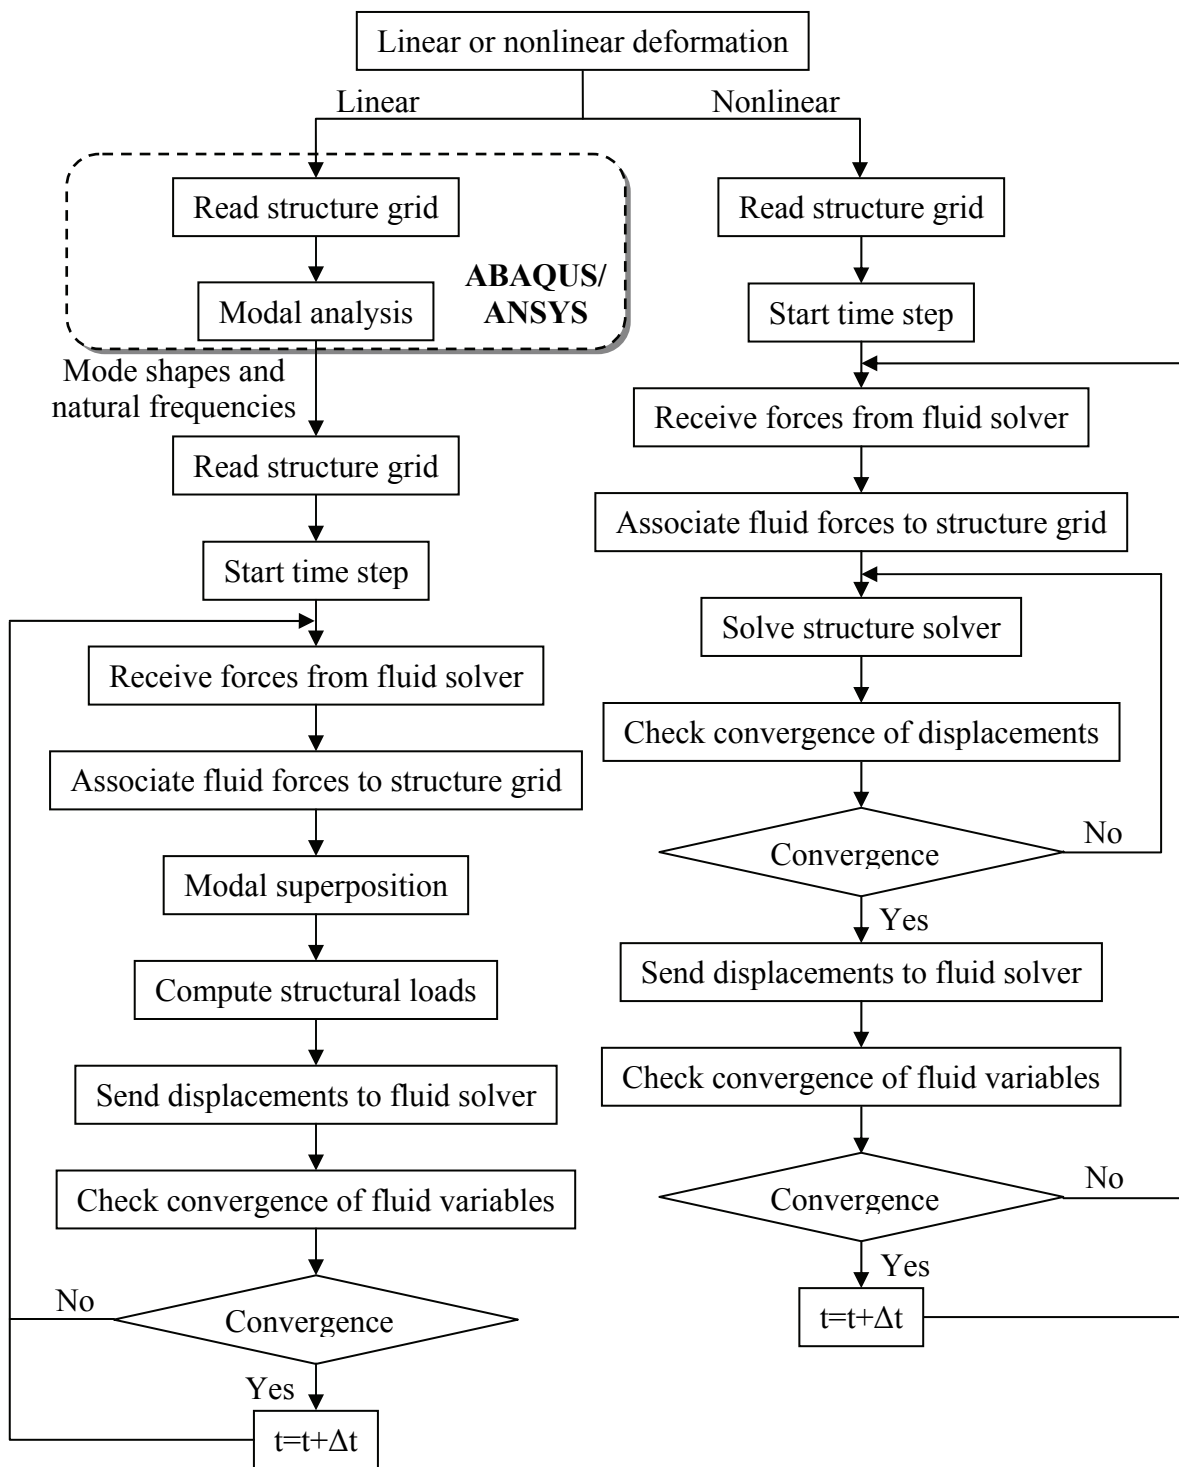 Linear or nonlinear deformation
Linear
Nonlinear
Read structure grid
Modal analysis
ABAQUS/
ANSYS
Mode shapes and
natural frequencies
Read structure grid
Start time step
Receive forces from fluid solver
Associate fluid forces to structure grid
Modal superposition
Compute structural loads
Send displacements to fluid solver
Check convergence of fluid variables
Convergence
No
Yes
t=t+Δt
Read structure grid
Start time step
Receive forces from fluid solver
Associate fluid forces to structure grid
Solve structure solver
Check convergence of displacements
Convergence
No
Yes
Send displacements to fluid solver
Check convergence of fluid variables
Convergence
No
Yes
t=t+Δt